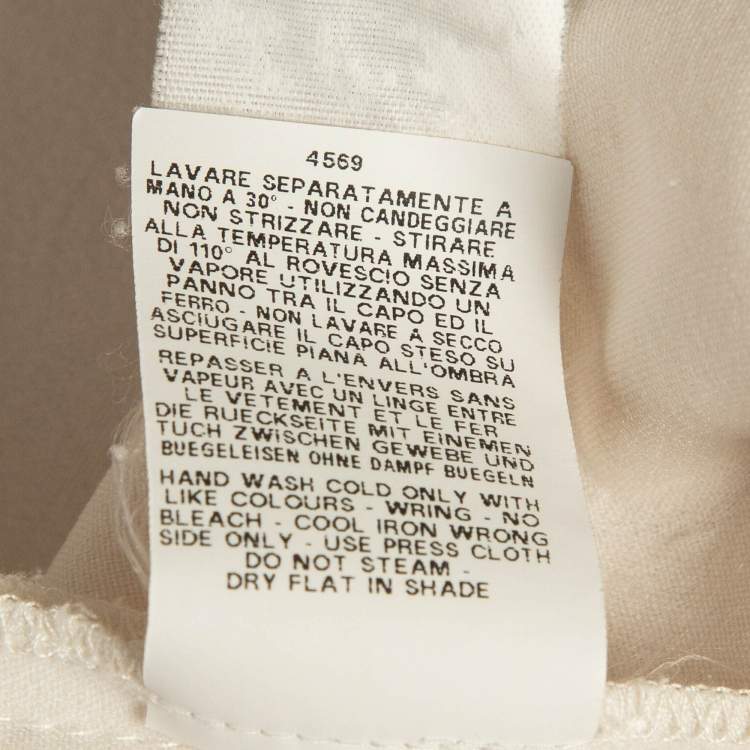 4569
LAVARE SEPARATAMENTE A
MANO A 30° - NON CANDEGGIARE
NON STRIZZARE - STIRARE
ALLA TEMPERATURA MASSIMA
DI 110° AL ROVESCIO SENZA
VAPORE UTILIZZANDO UN
PANNO TRA IL CAPO ED IL
FERRO - NON LAVARE A SECCO
ASCIUGARE IL CAPO STESO SU
SUPERFICIE PIANA ALL'OMBRA
REPASSER A L'ENVERS SANS
VAPEUR AVEC UN LINGE ENTRE
LE VETEMENT ET LE FER
DIE RUECKSEITE MIT EINEMEN
TUCH ZWISCHEN GEWEBE UND
BUEGELEISEN OHNE DAMPF BUEGELN
HAND WASH COLD ONLY WITH
LIKE COLOURS - WRING - NO
BLEACH - COOL IRON WRONG
SIDE ONLY - USE PRESS CLOTH
DO NOT STEAM -
DRY FLAT IN SHADE